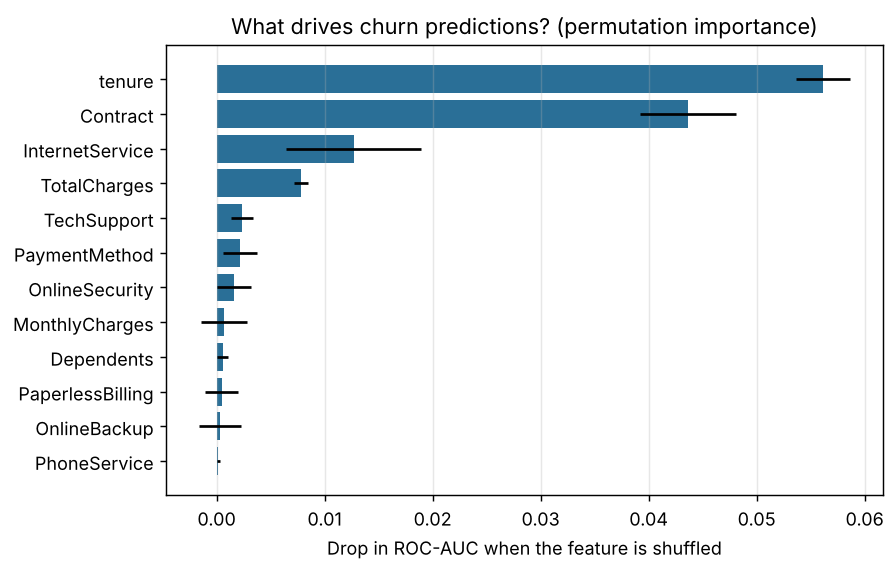 What drives churn predictions? (permutation importance)
tenure
Contract
InternetService
TotalCharges
TechSupport
PaymentMethod
OnlineSecurity
MonthlyCharges
Dependents
PaperlessBilling
OnlineBackup
PhoneService
0.00 0.01 0.02 0.03 0.04 0.05 0.06
Drop in ROC-AUC when the feature is shuffled